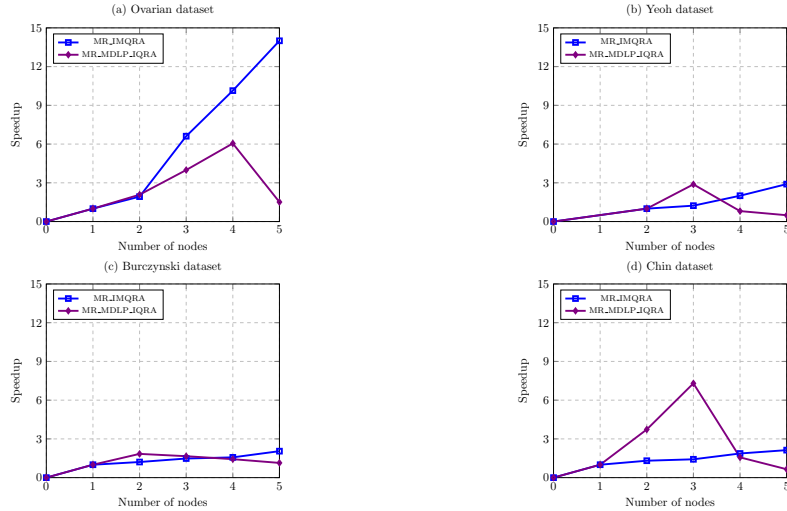 (a) Ovarian dataset
15
12
9
6
3
0
Speedup
MR_IMQRA
MR_MDLP_IQRA
0 1 2 3 4 5
Number of nodes
(b) Yeoh dataset
15
12
9
6
3
0
Speedup
MR_IMQRA
MR_MDLP_IQRA
0 1 2 3 4 5
Number of nodes
(c) Burczynski dataset
15
12
9
6
3
0
Speedup
MR_IMQRA
MR_MDLP_IQRA
0 1 2 3 4 5
Number of nodes
(d) Chin dataset
15
12
9
6
3
0
Speedup
MR_IMQRA
MR_MDLP_IQRA
0 1 2 3 4 5
Number of nodes